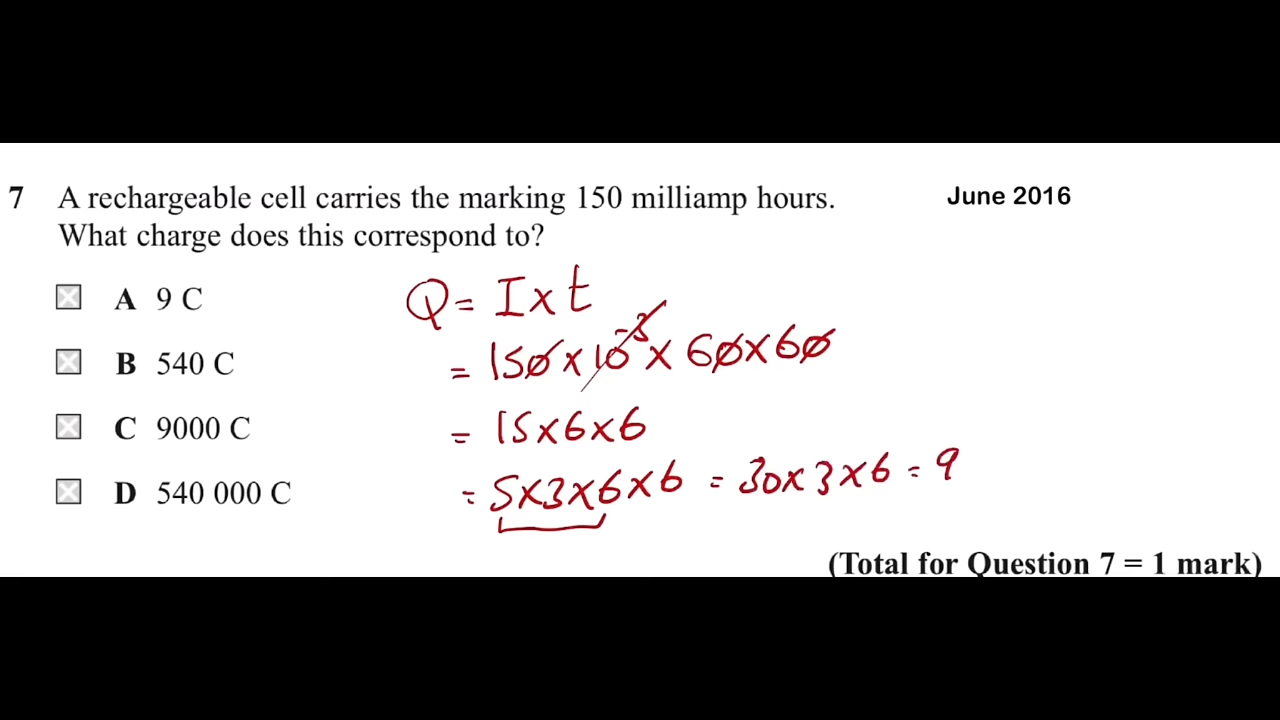 7 A rechargeable cell carries the marking 150 milliamp hours. June 2016
What charge does this correspond to?
A 9 C
B 540 C
C 9000 C
D 540 000 C
Q = I x t
= 150 x 10⁻³ x 60 x 60
= 15 x 6 x 6
= 5 x 3 x 6 x 6 = 30 x 3 x 6 = 9
(Total for Question 7 = 1 mark)